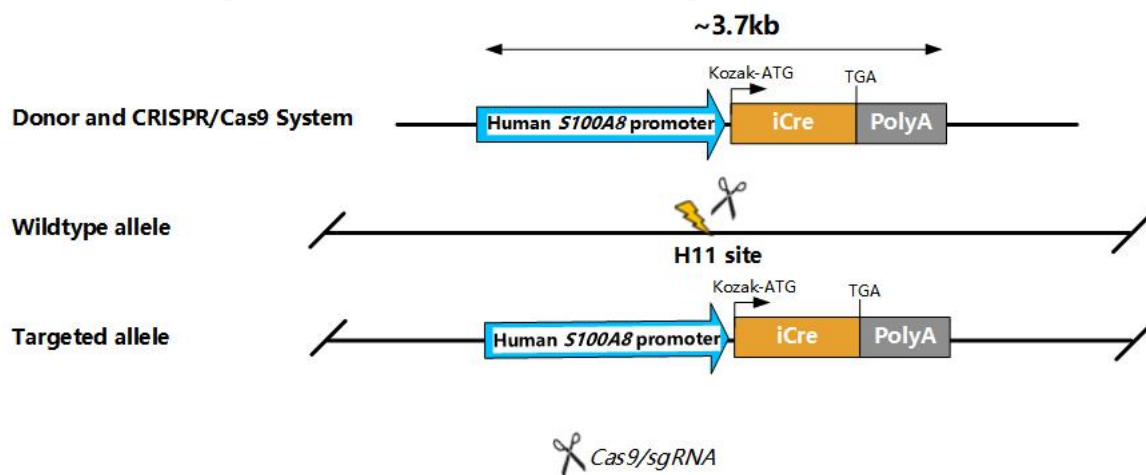 ~3.7kb
Kozak-ATG TGA
Donor and CRISPR/Cas9 System Human S100A8 promoter iCre PolyA
Wildtype allele
H11 site
Kozak-ATG TGA
Targeted allele Human S100A8 promoter iCre PolyA
Cas9/sgRNA